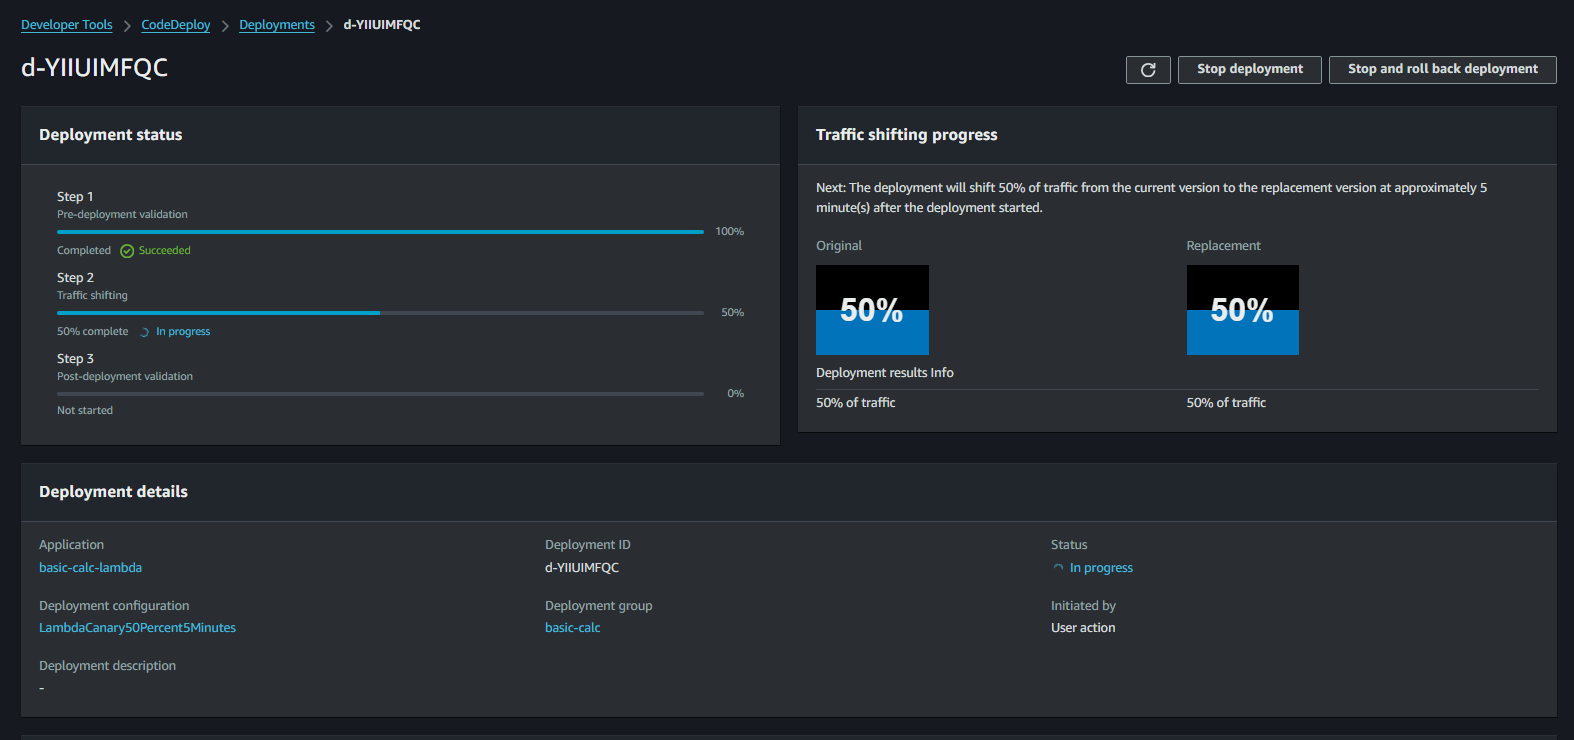 Developer Tools > CodeDeploy > Deployments > d-YIIUIMFQC
d-YIIUIMFQC
Stop deployment
Stop and roll back deployment
Deployment status
Step 1
Pre-deployment validation
100%
Completed Succeeded
Step 2
Traffic shifting
50%
50% complete In progress
Step 3
Post-deployment validation
0%
Not started
Traffic shifting progress
Next: The deployment will shift 50% of traffic from the current version to the replacement version at approximately 5
minute(s) after the deployment started.
Original Replacement
50% 50%
Deployment results Info
50% of traffic 50% of traffic
Deployment details
Application
basic-calc-lambda
Deployment ID
d-YIIUIMFQC
Status
In progress
Deployment configuration
LambdaCanary50Percent5Minutes
Deployment group
basic-calc
Initiated by
User action
Deployment description
-